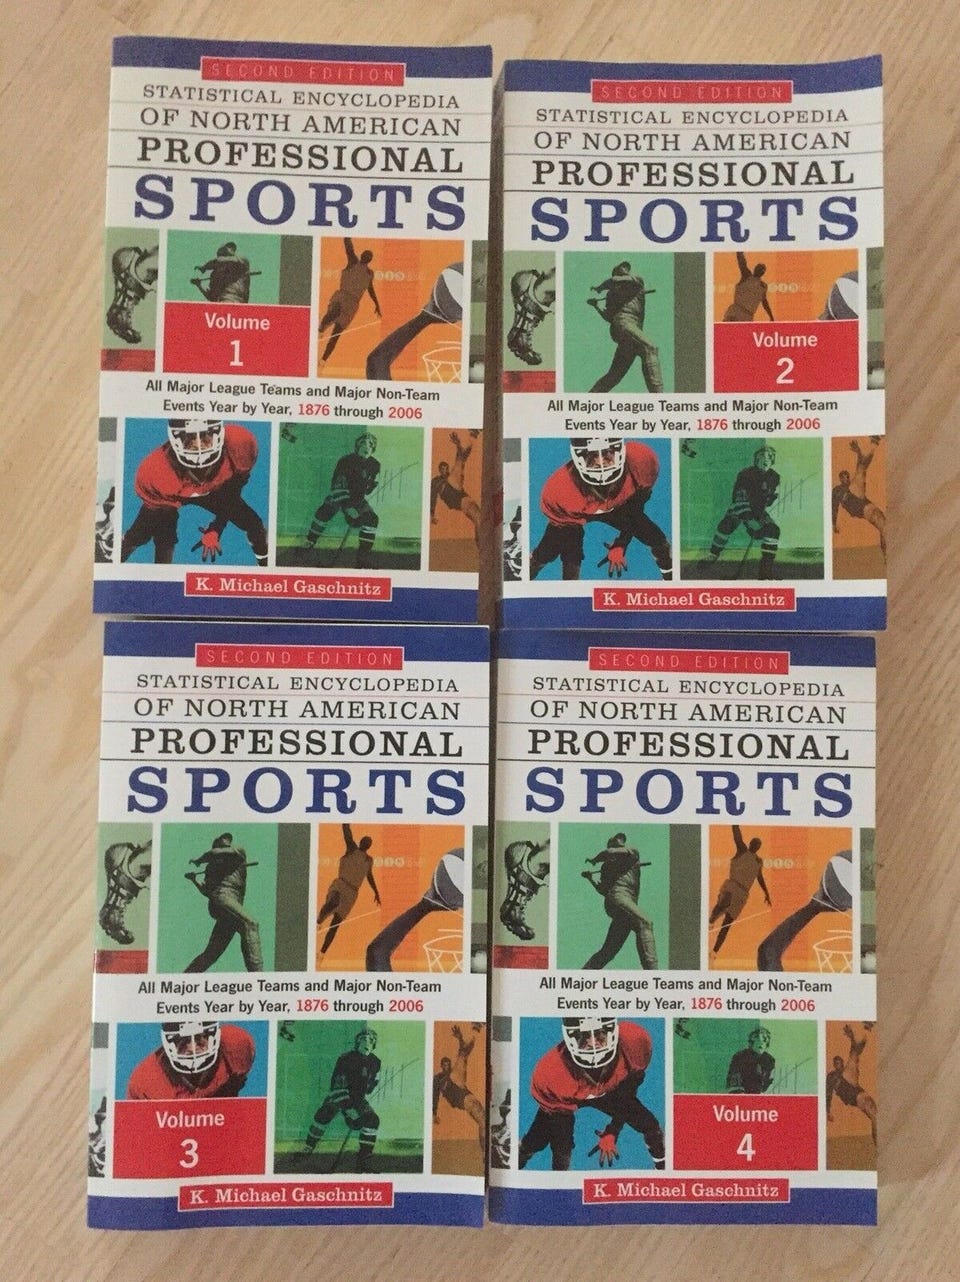 SECOND EDITION
STATISTICAL ENCYCLOPEDIA
OF NORTH AMERICAN
PROFESSIONAL
SPORTS
Volume
1
All Major League Teams and Major Non-Team
Events Year by Year, 1876 through 2006
K. Michael Gaschnitz
SECOND EDITION
STATISTICAL ENCYCLOPEDIA
OF NORTH AMERICAN
PROFESSIONAL
SPORTS
Volume
2
All Major League Teams and Major Non-Team
Events Year by Year, 1876 through 2006
K. Michael Gaschnitz
SECOND EDITION
STATISTICAL ENCYCLOPEDIA
OF NORTH AMERICAN
PROFESSIONAL
SPORTS
All Major League Teams and Major Non-Team
Events Year by Year, 1876 through 2006
Volume
3
K. Michael Gaschnitz
SECOND EDITION
STATISTICAL ENCYCLOPEDIA
OF NORTH AMERICAN
PROFESSIONAL
SPORTS
All Major League Teams and Major Non-Team
Events Year by Year, 1876 through 2006
Volume
4
K. Michael Gaschnitz